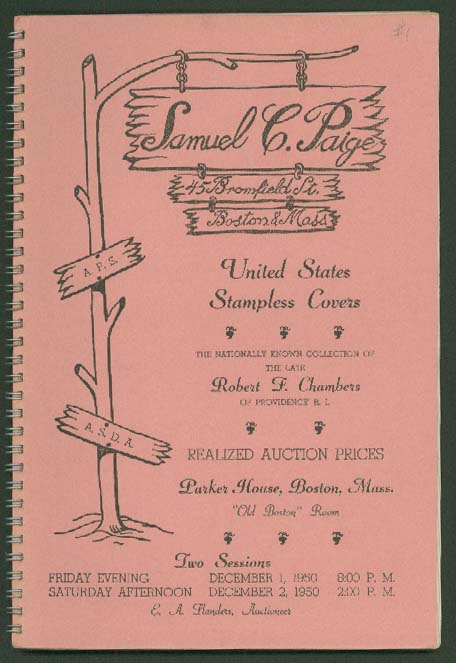 #1
Samuel C. Paige
45 Bromfield St.
Boston & Mass
A. P. S.
United States
Stampless Covers
THE NATIONALLY KNOWN COLLECTION OF
THE LATE
Robert F. Chambers
OF PROVIDENCE R. I.
A. S. D. A.
REALIZED AUCTION PRICES
Parker House, Boston, Mass.
"Old Boston" Room
Two Sessions
FRIDAY EVENING DECEMBER 1, 1950 8:00 P. M.
SATURDAY AFTERNOON DECEMBER 2, 1950 2:00 P. M.
E. A. Flanders, Auctioneer